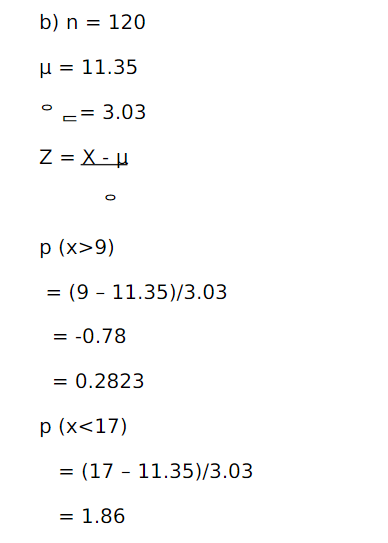 b) n = 120
μ = 11.35
○ = = 3.03
Z = X - μ
○
p (x>9)
= (9 – 11.35)/3.03
= -0.78
= 0.2823
p (x<17)
= (17 – 11.35)/3.03
= 1.86